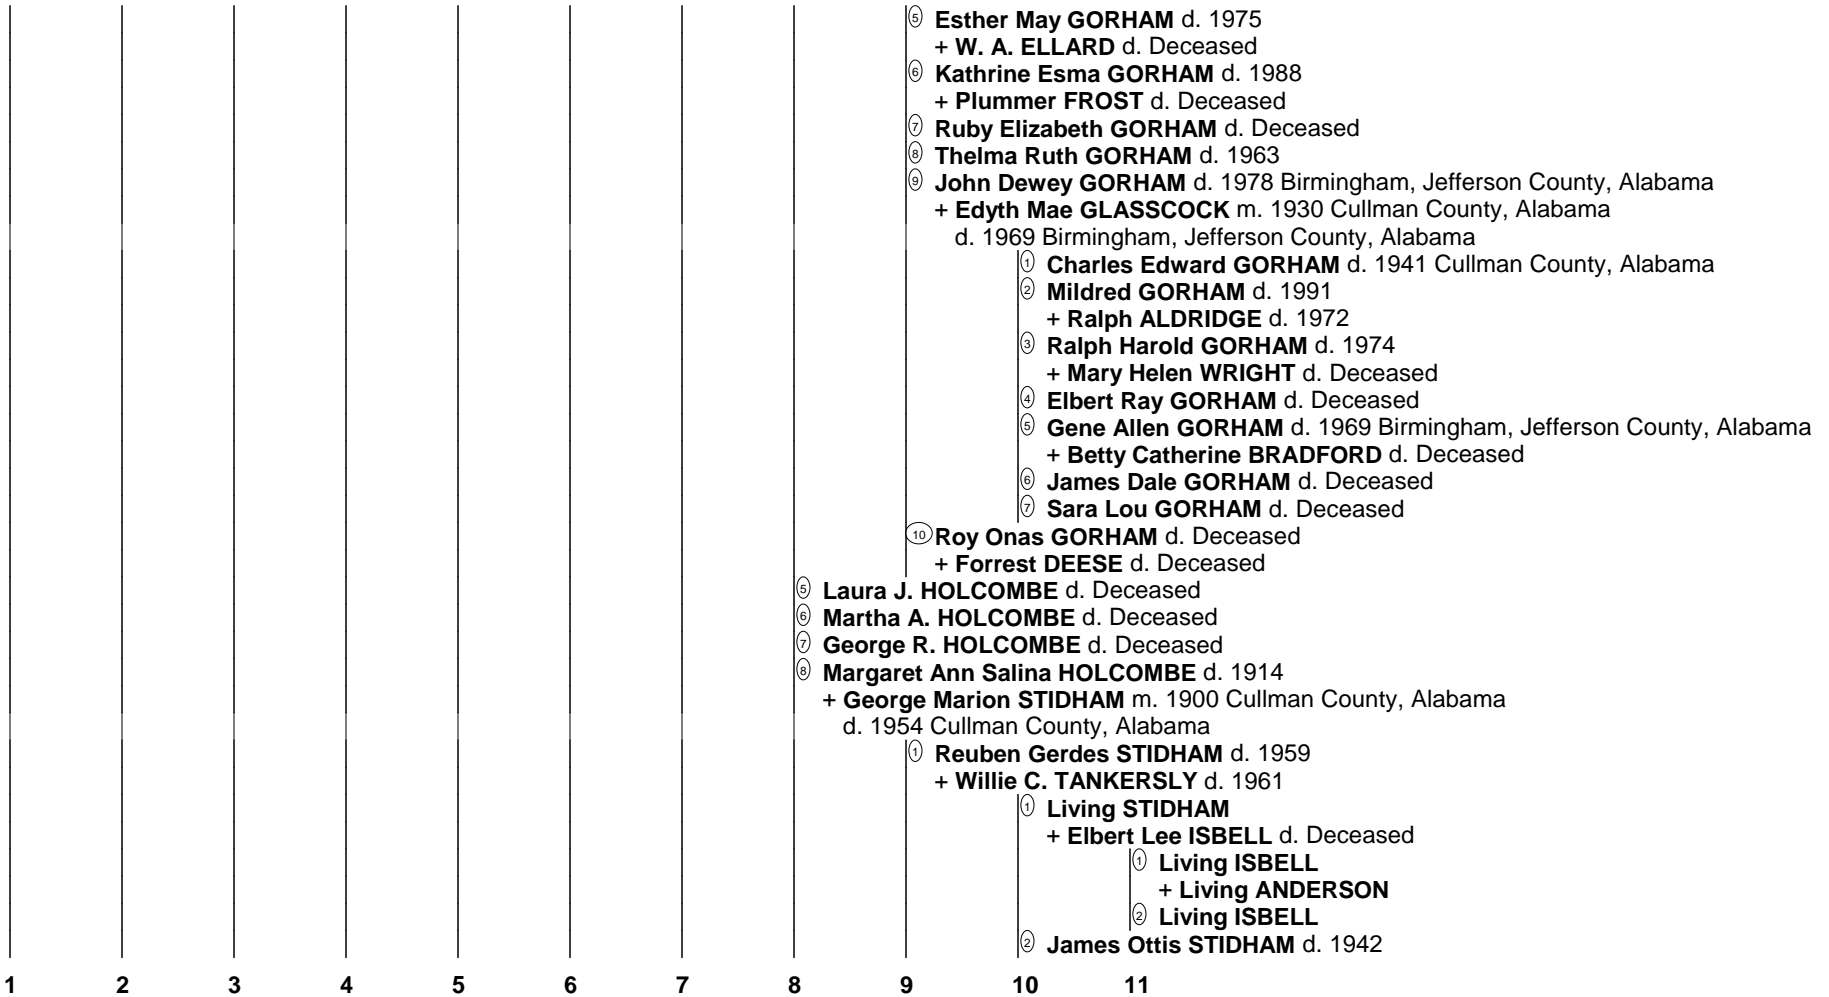 5 Esther May GORHAM d. 1975
+ W. A. ELLARD d. Deceased
6 Kathrine Esma GORHAM d. 1988
+ Plummer FROST d. Deceased
7 Ruby Elizabeth GORHAM d. Deceased
8 Thelma Ruth GORHAM d. 1963
9 John Dewey GORHAM d. 1978 Birmingham, Jefferson County, Alabama
+ Edyth Mae GLASSCOCK m. 1930 Cullman County, Alabama
d. 1969 Birmingham, Jefferson County, Alabama
1 Charles Edward GORHAM d. 1941 Cullman County, Alabama
2 Mildred GORHAM d. 1991
+ Ralph ALDRIDGE d. 1972
3 Ralph Harold GORHAM d. 1974
+ Mary Helen WRIGHT d. Deceased
4 Elbert Ray GORHAM d. Deceased
5 Gene Allen GORHAM d. 1969 Birmingham, Jefferson County, Alabama
+ Betty Catherine BRADFORD d. Deceased
6 James Dale GORHAM d. Deceased
7 Sara Lou GORHAM d. Deceased
10 Roy Onas GORHAM d. Deceased
+ Forrest DEESE d. Deceased
5 Laura J. HOLCOMBE d. Deceased
6 Martha A. HOLCOMBE d. Deceased
7 George R. HOLCOMBE d. Deceased
8 Margaret Ann Salina HOLCOMBE d. 1914
+ George Marion STIDHAM m. 1900 Cullman County, Alabama
d. 1954 Cullman County, Alabama
1 Reuben Gerdes STIDHAM d. 1959
+ Willie C. TANKERSLY d. 1961
1 Living STIDHAM
+ Elbert Lee ISBELL d. Deceased
1 Living ISBELL
+ Living ANDERSON
2 Living ISBELL
2 James Ottis STIDHAM d. 1942
1 2 3 4 5 6 7 8 9 10 11